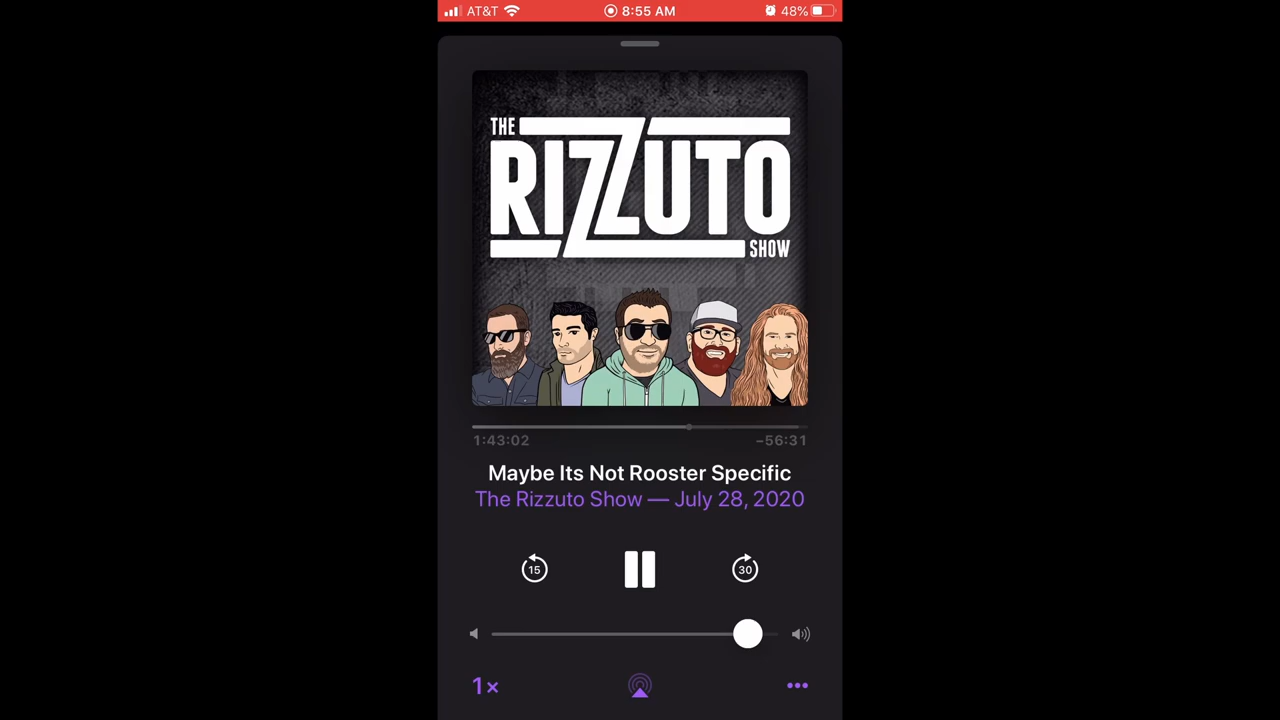 AT&T 8:55 AM 48%
THE
RIZZUTO
SHOW
1:43:02 -56:31
Maybe Its Not Rooster Specific
The Rizzuto Show — July 28, 2020
15 30
1×